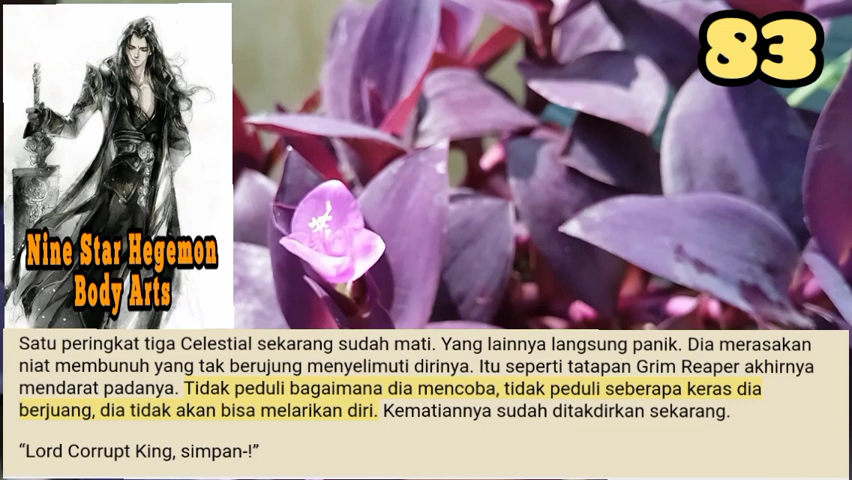 83
Nine Star Hegemon
Body Arts
Satu peringkat tiga Celestial sekarang sudah mati. Yang lainnya langsung panik. Dia merasakan
niat membunuh yang tak berujung menyelimuti dirinya. Itu seperti tatapan Grim Reaper akhirnya
mendarat padanya. Tidak peduli bagaimana dia mencoba, tidak peduli seberapa keras dia
berjuang, dia tidak akan bisa melarikan diri. Kematiannya sudah ditakdirkan sekarang.
“Lord Corrupt King, simpan-!”